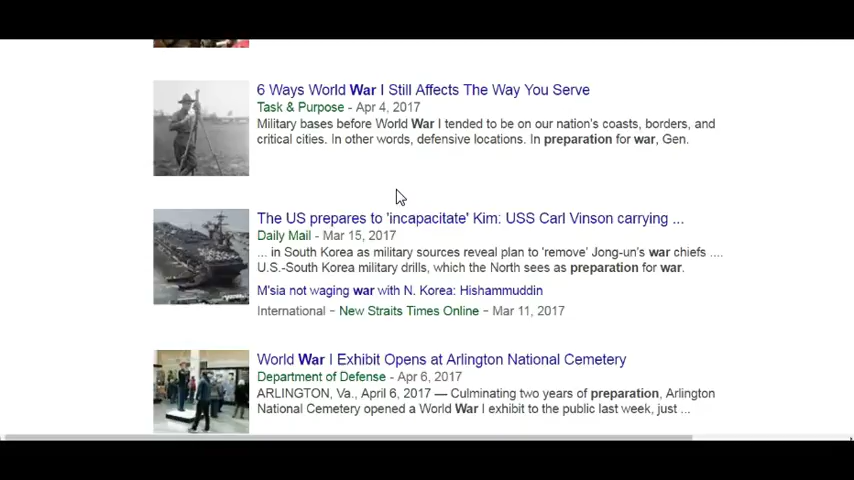 6 Ways World War I Still Affects The Way You Serve
Task & Purpose - Apr 4, 2017
Military bases before World War I tended to be on our nation's coasts, borders, and
critical cities. In other words, defensive locations. In preparation for war, Gen.
The US prepares to 'incapacitate' Kim: USS Carl Vinson carrying ...
Daily Mail - Mar 15, 2017
... in South Korea as military sources reveal plan to 'remove' Jong-un's war chiefs ....
U.S.-South Korea military drills, which the North sees as preparation for war.
M'sia not waging war with N. Korea: Hishammuddin
International - New Straits Times Online - Mar 11, 2017
World War I Exhibit Opens at Arlington National Cemetery
Department of Defense - Apr 6, 2017
ARLINGTON, Va., April 6, 2017 — Culminating two years of preparation, Arlington
National Cemetery opened a World War I exhibit to the public last week, just ...